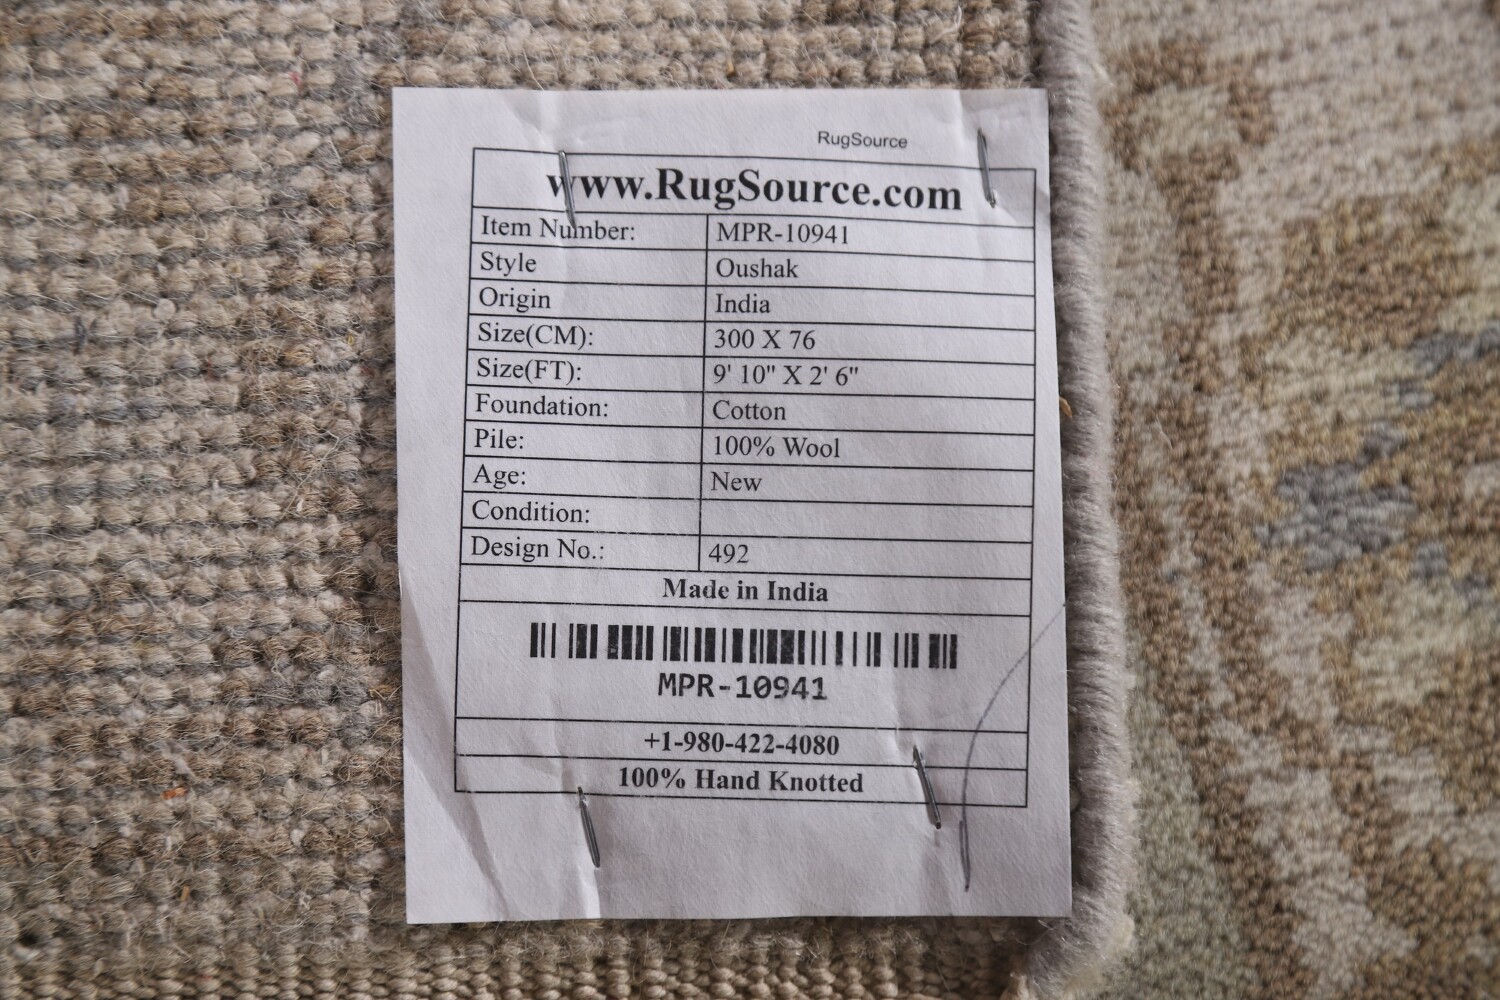 RugSource
www.RugSource.com
Item Number: MPR-10941
Style Oushak
Origin India
Size(CM): 300 X 76
Size(FT): 9' 10" X 2' 6"
Foundation: Cotton
Pile: 100% Wool
Age: New
Condition:
Design No.: 492
Made in India
MPR-10941
+1-980-422-4080
100% Hand Knotted